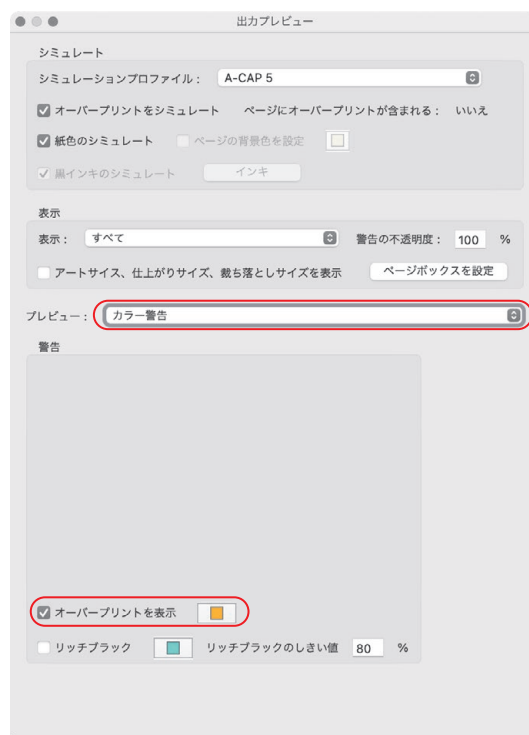 出力プレビュー
シミュレート
シミュレーションプロファイル： A-CAP 5
オーバープリントをシミュレート ページにオーバープリントが含まれる： いいえ
紙色のシミュレート ページの背景色を設定
黒インキのシミュレート インキ
表示
表示： すべて 警告の不透明度： 100 %
アートサイズ、仕上がりサイズ、裁ち落としサイズを表示 ページボックスを設定
プレビュー： カラー警告
警告
オーバープリントを表示
リッチブラック リッチブラックのしきい値 80 %